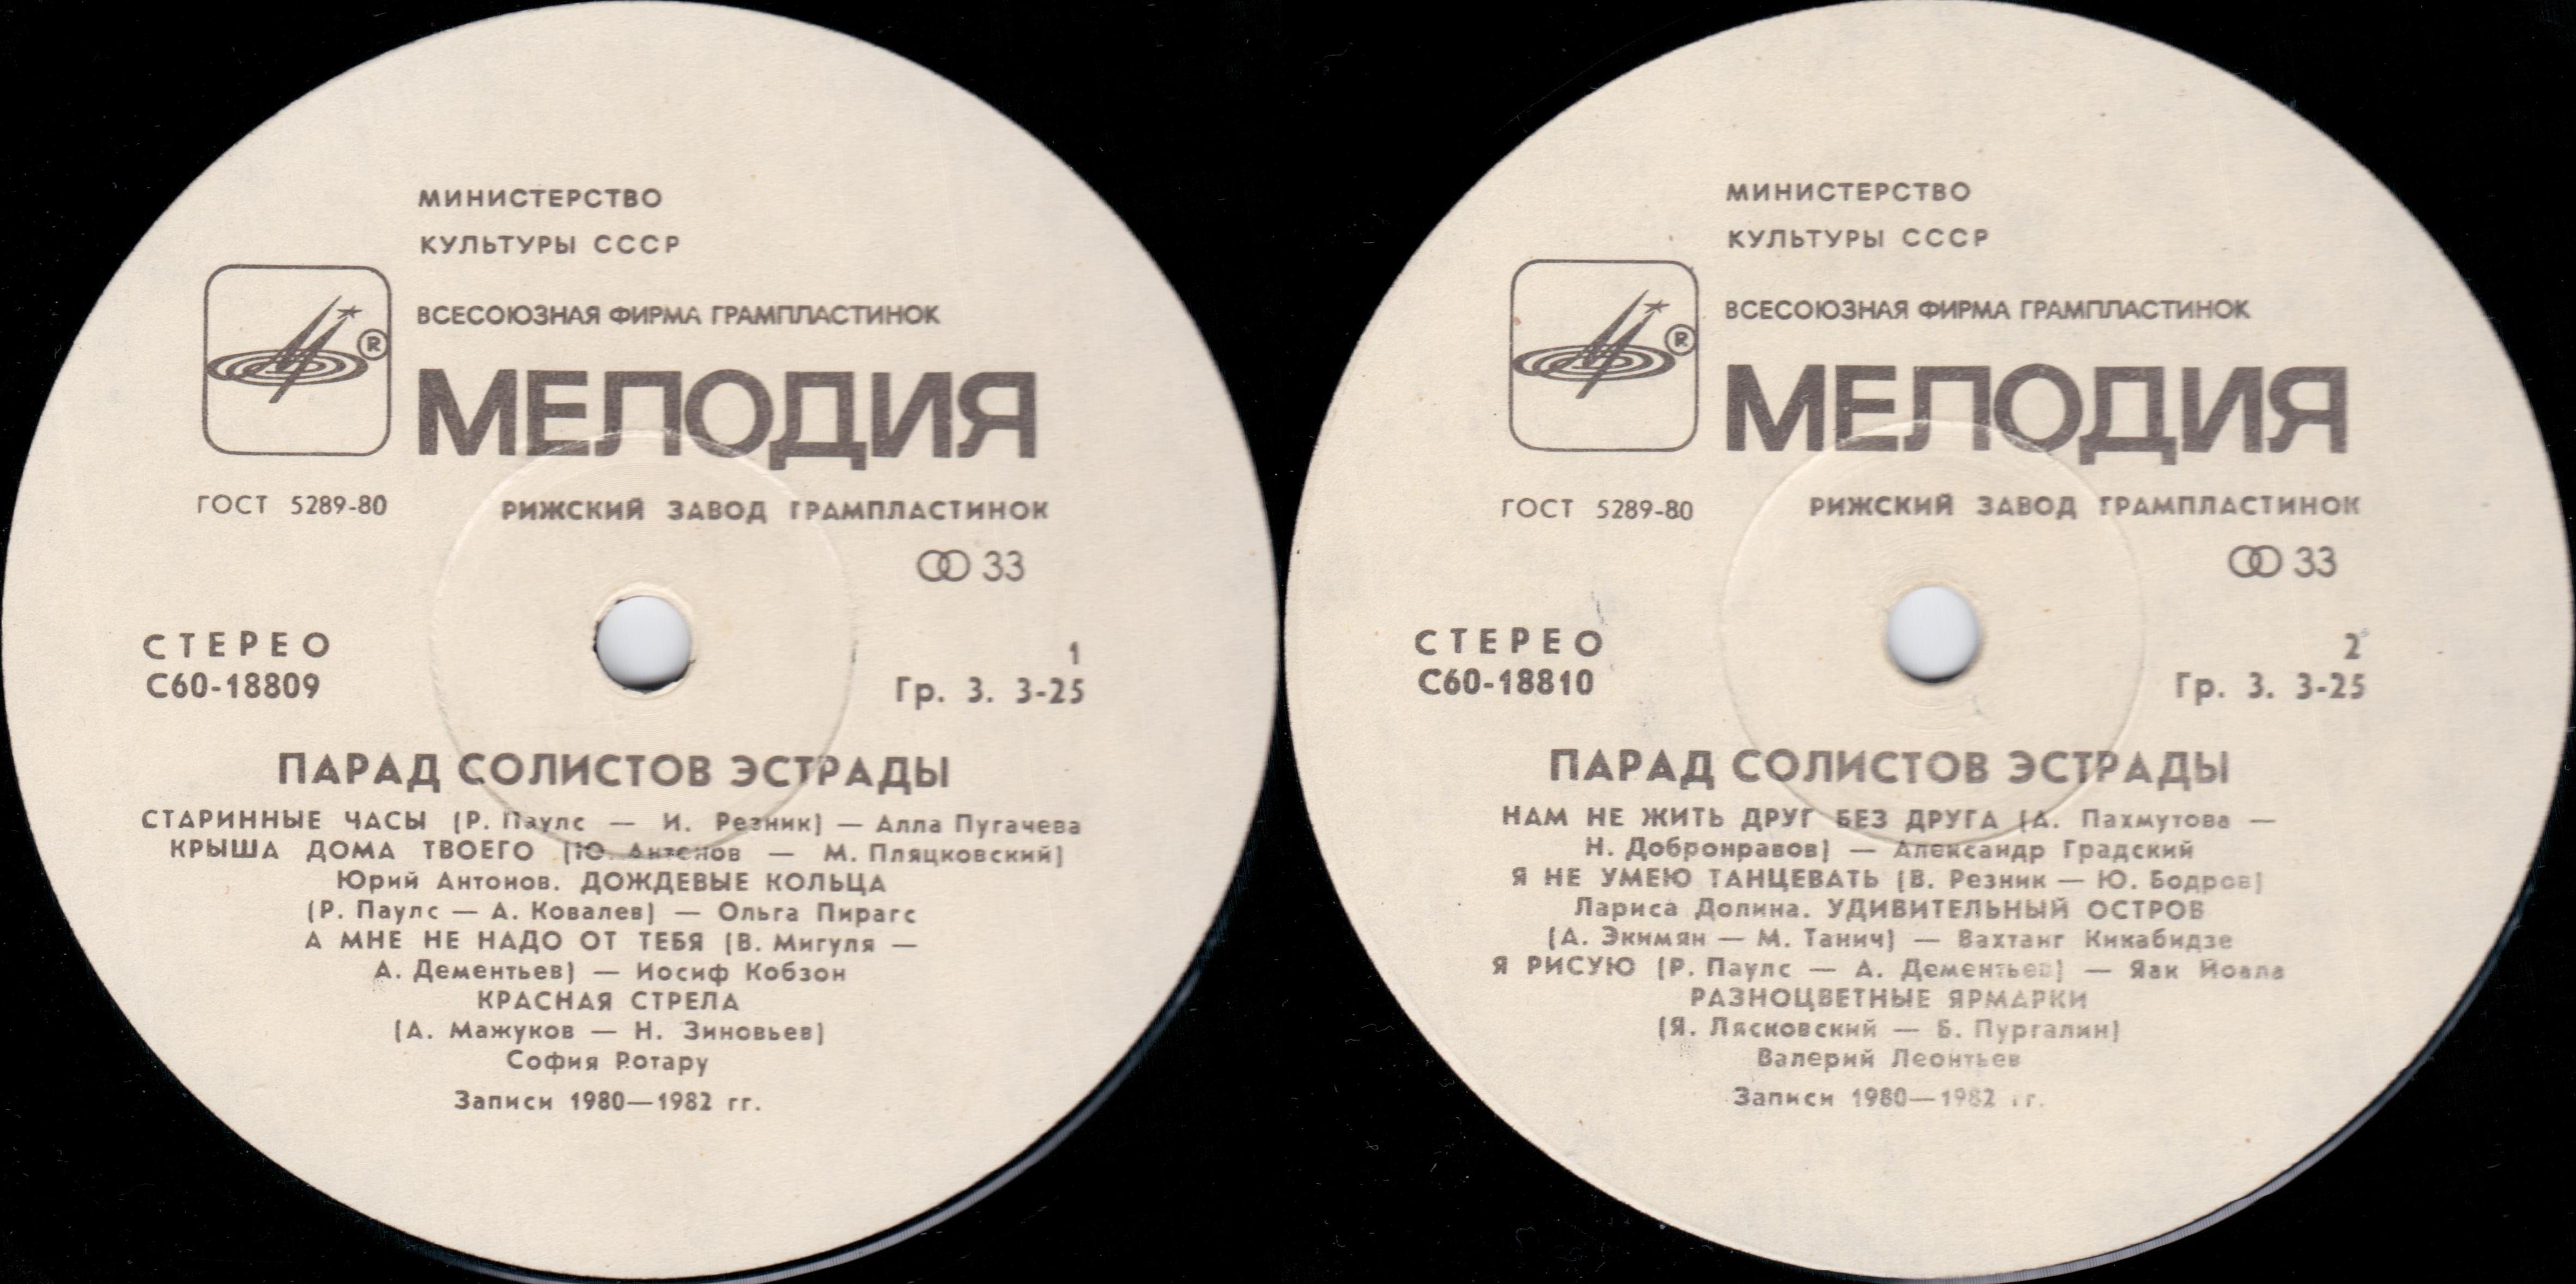 МИНИСТЕРСТВО
КУЛЬТУРЫ СССР
ВСЕСОЮЗНАЯ ФИРМА ГРАМПЛАСТИНОК
®
МЕЛОДИЯ
ГОСТ 5289-80
РИЖСКИЙ ЗАВОД ГРАМПЛАСТИНОК
33
СТЕРЕО
С60-18809
1
Гр. 3. 3-25
ПАРАД СОЛИСТОВ ЭСТРАДЫ
СТАРИННЫЕ ЧАСЫ (Р. Паулс — И. Резник) — Алла Пугачева
КРЫША ДОМА ТВОЕГО (Ю. Антонов — М. Пляцковский)
Юрий Антонов. ДОЖДЕВЫЕ КОЛЬЦА
(Р. Паулс — А. Ковалев) — Ольга Пирагс
А МНЕ НЕ НАДО ОТ ТЕБЯ (В. Мигуля —
А. Дементьев) — Иосиф Кобзон
КРАСНАЯ СТРЕЛА
(А. Мажуков — Н. Зиновьев)
София Ротару
Записи 1980—1982 гг.
МИНИСТЕРСТВО
КУЛЬТУРЫ СССР
ВСЕСОЮЗНАЯ ФИРМА ГРАМПЛАСТИНОК
®
МЕЛОДИЯ
ГОСТ 5289-80
РИЖСКИЙ ЗАВОД ГРАМПЛАСТИНОК
33
СТЕРЕО
С60-18810
2
Гр. 3. 3-25
ПАРАД СОЛИСТОВ ЭСТРАДЫ
НАМ НЕ ЖИТЬ ДРУГ БЕЗ ДРУГА (А. Пахмутова —
Н. Добронравов) — Александр Градский
Я НЕ УМЕЮ ТАНЦЕВАТЬ (В. Резник — Ю. Бодров)
Лариса Долина. УДИВИТЕЛЬНЫЙ ОСТРОВ
(А. Экимян — М. Танич) — Вахтанг Кикабидзе
Я РИСУЮ (Р. Паулс — А. Дементьев) — Яак Йоала
РАЗНОЦВЕТНЫЕ ЯРМАРКИ
(Я. Лясковский — Б. Пургалин)
Валерий Леонтьев
Записи 1980—1982 гг.